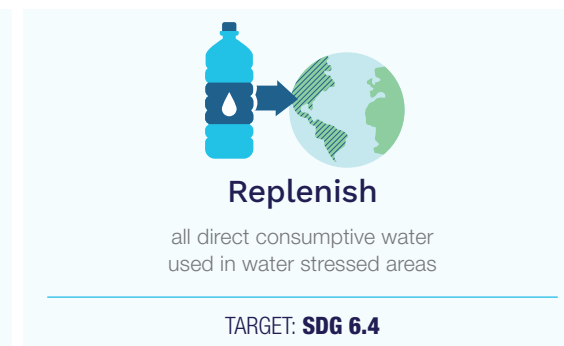 Replenish
all direct consumptive water
used in water stressed areas
TARGET: SDG 6.4